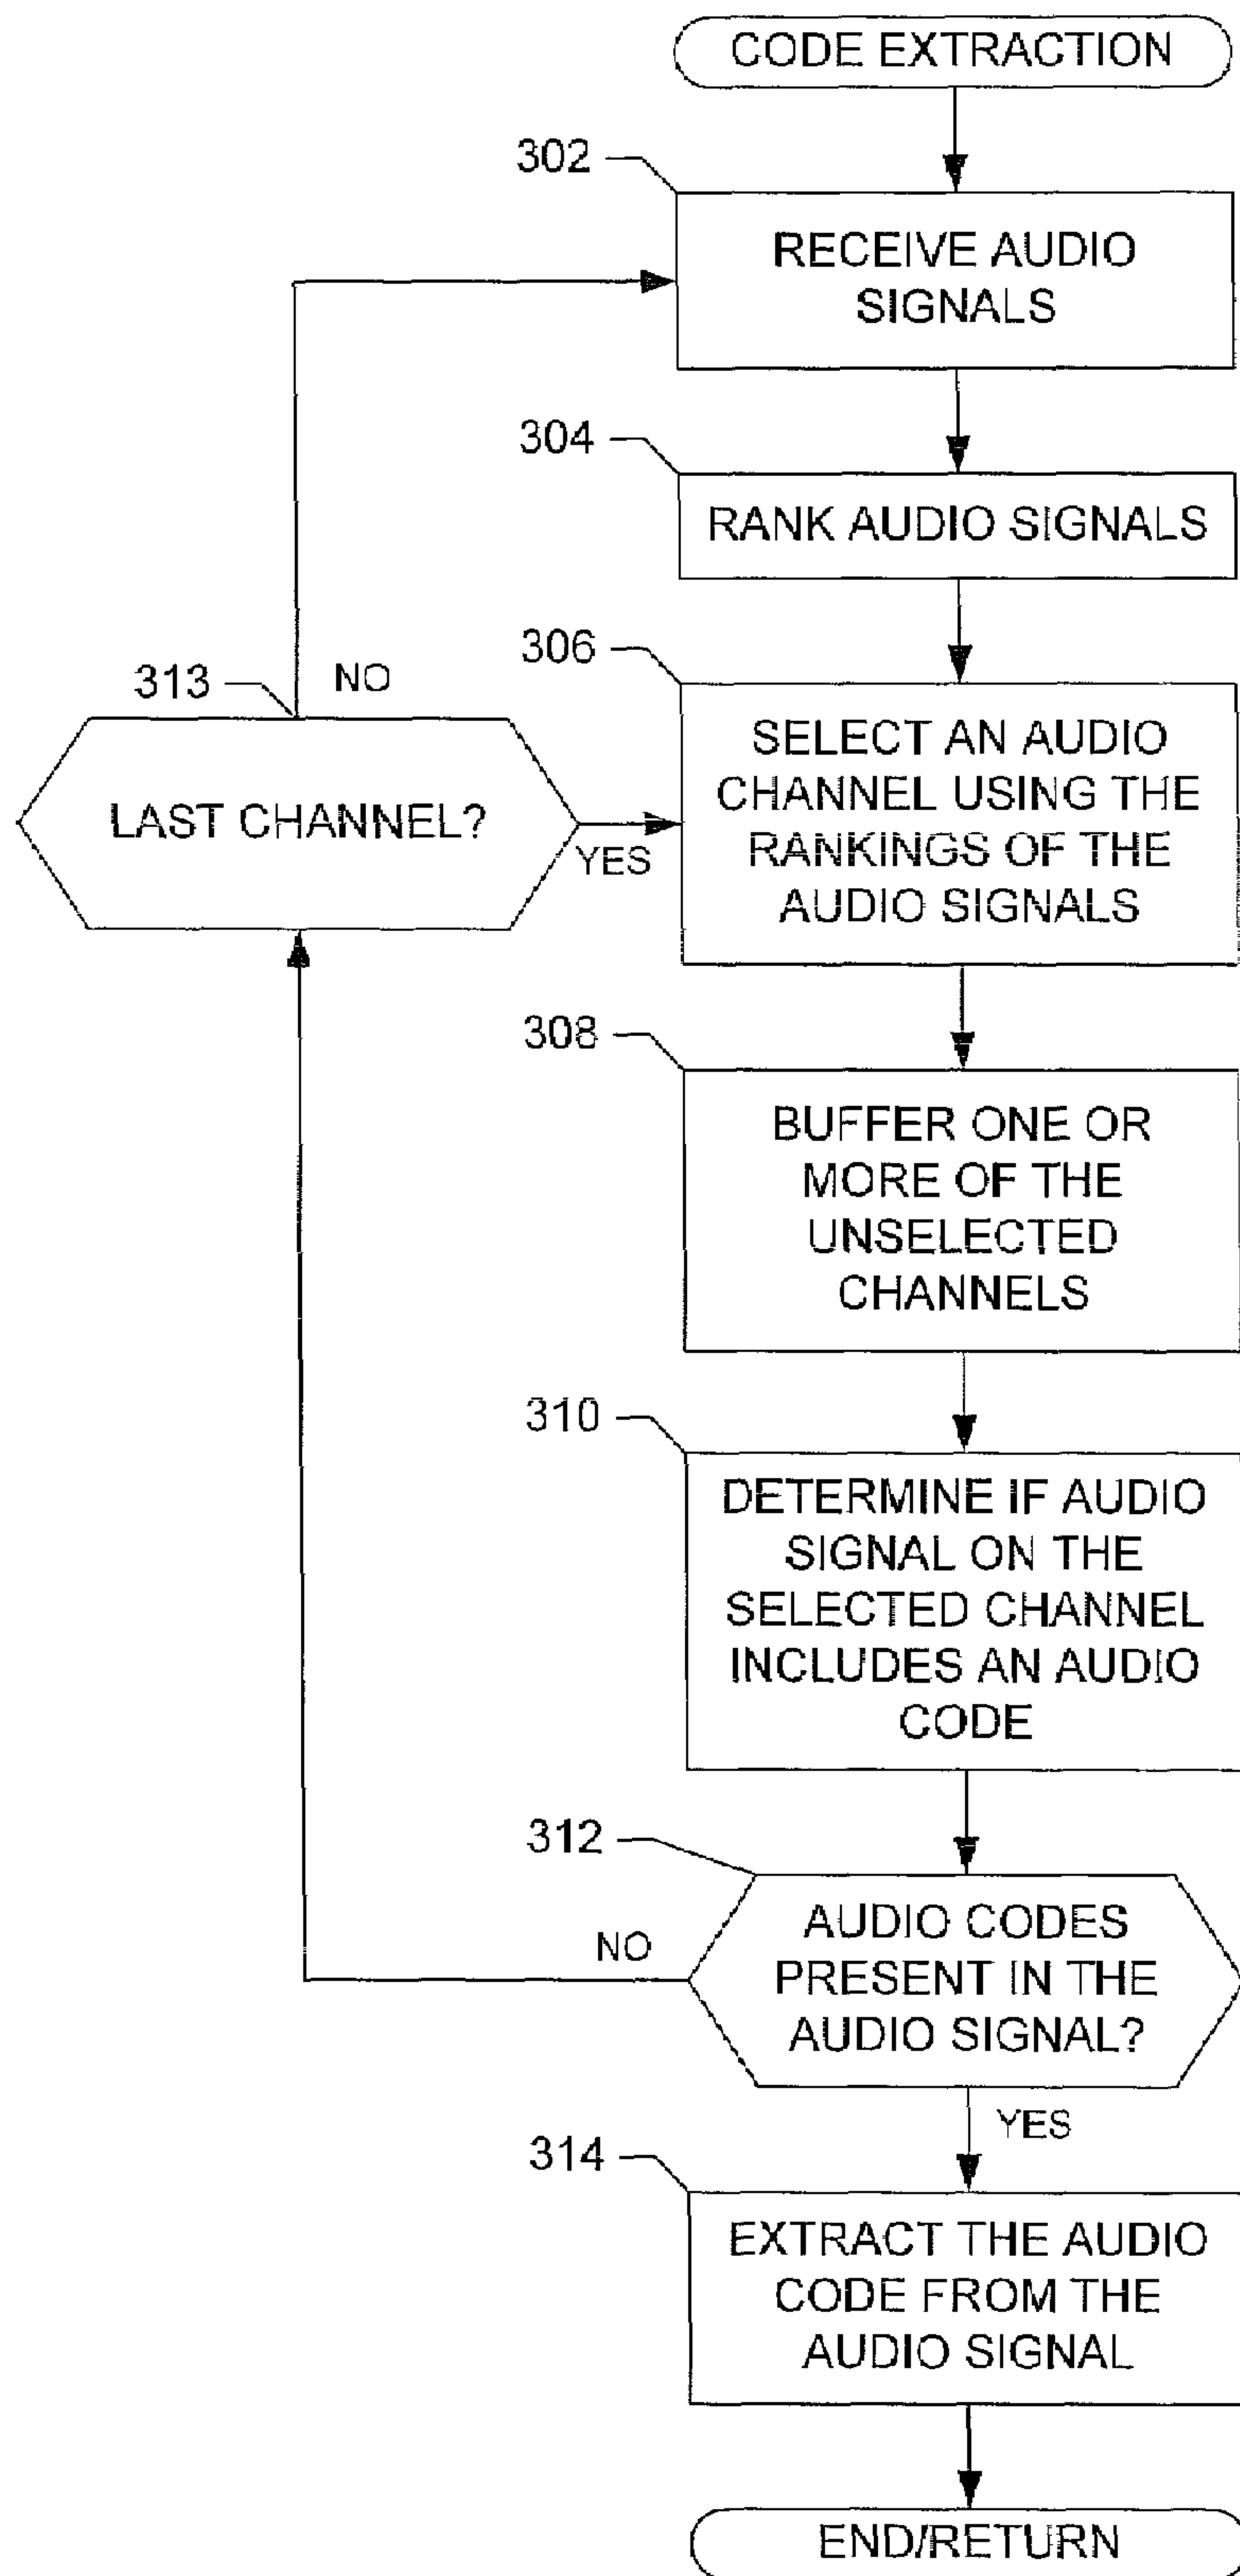 CODE EXTRACTION
302
RECEIVE AUDIO
SIGNALS
304
RANK AUDIO SIGNALS
306
SELECT AN AUDIO
CHANNEL USING THE
RANKINGS OF THE
AUDIO SIGNALS
313
NO
LAST CHANNEL?
YES
308
BUFFER ONE OR
MORE OF THE
UNSELECTED
CHANNELS
310
DETERMINE IF AUDIO
SIGNAL ON THE
SELECTED CHANNEL
INCLUDES AN AUDIO
CODE
312
NO
AUDIO CODES
PRESENT IN THE
AUDIO SIGNAL?
YES
314
EXTRACT THE AUDIO
CODE FROM THE
AUDIO SIGNAL
END/RETURN